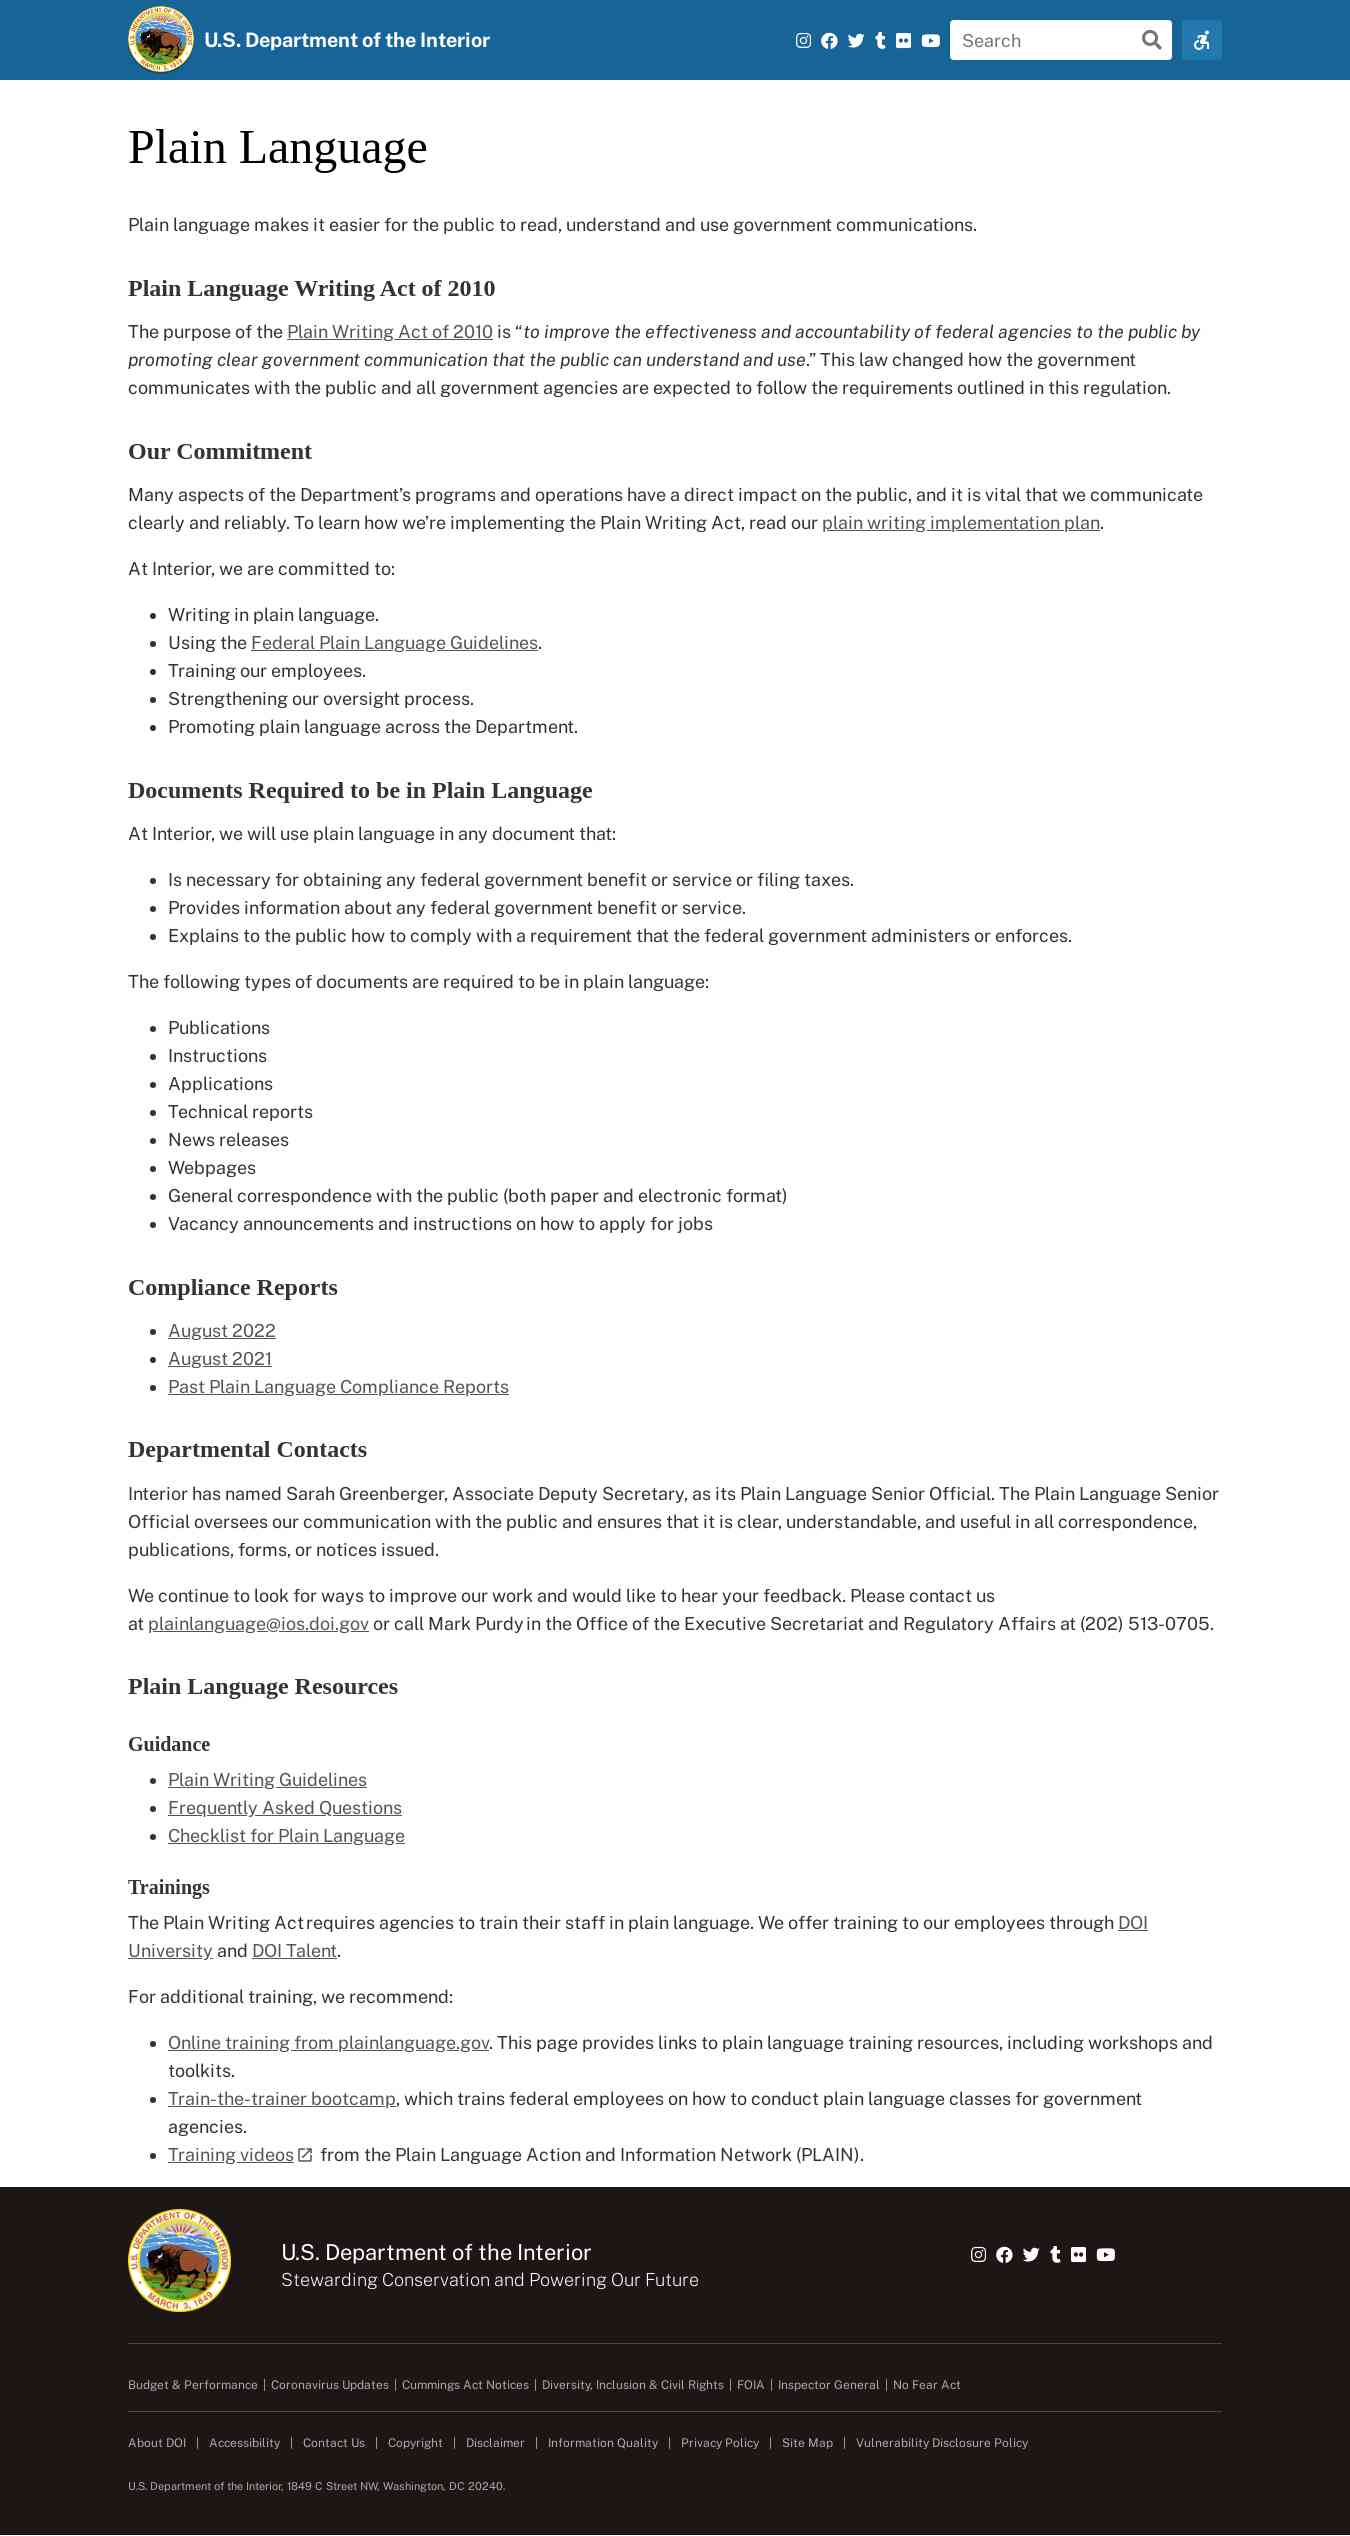 U.S. Department of the Interior
Search
Plain Language
Plain language makes it easier for the public to read, understand and use government communications.
Plain Language Writing Act of 2010
The purpose of the Plain Writing Act of 2010 is “to improve the effectiveness and accountability of federal agencies to the public by
promoting clear government communication that the public can understand and use.” This law changed how the government
communicates with the public and all government agencies are expected to follow the requirements outlined in this regulation.
Our Commitment
Many aspects of the Department’s programs and operations have a direct impact on the public, and it is vital that we communicate
clearly and reliably. To learn how we’re implementing the Plain Writing Act, read our plain writing implementation plan.
At Interior, we are committed to:
Writing in plain language.
Using the Federal Plain Language Guidelines.
Training our employees.
Strengthening our oversight process.
Promoting plain language across the Department.
Documents Required to be in Plain Language
At Interior, we will use plain language in any document that:
Is necessary for obtaining any federal government benefit or service or filing taxes.
Provides information about any federal government benefit or service.
Explains to the public how to comply with a requirement that the federal government administers or enforces.
The following types of documents are required to be in plain language:
Publications
Instructions
Applications
Technical reports
News releases
Webpages
General correspondence with the public (both paper and electronic format)
Vacancy announcements and instructions on how to apply for jobs
Compliance Reports
August 2022
August 2021
Past Plain Language Compliance Reports
Departmental Contacts
Interior has named Sarah Greenberger, Associate Deputy Secretary, as its Plain Language Senior Official. The Plain Language Senior
Official oversees our communication with the public and ensures that it is clear, understandable, and useful in all correspondence,
publications, forms, or notices issued.
We continue to look for ways to improve our work and would like to hear your feedback. Please contact us
at plainlanguage@ios.doi.gov or call Mark Purdy in the Office of the Executive Secretariat and Regulatory Affairs at (202) 513-0705.
Plain Language Resources
Guidance
Plain Writing Guidelines
Frequently Asked Questions
Checklist for Plain Language
Trainings
The Plain Writing Act requires agencies to train their staff in plain language. We offer training to our employees through DOI
University and DOI Talent.
For additional training, we recommend:
Online training from plainlanguage.gov. This page provides links to plain language training resources, including workshops and
toolkits.
Train-the-trainer bootcamp, which trains federal employees on how to conduct plain language classes for government
agencies.
Training videos from the Plain Language Action and Information Network (PLAIN).
U.S. DEPARTMENT OF THE INTERIOR
MARCH 3, 1849
U.S. Department of the Interior
Stewarding Conservation and Powering Our Future
Budget & Performance | Coronavirus Updates | Cummings Act Notices | Diversity, Inclusion & Civil Rights | FOIA | Inspector General | No Fear Act
About DOI | Accessibility | Contact Us | Copyright | Disclaimer | Information Quality | Privacy Policy | Site Map | Vulnerability Disclosure Policy
U.S. Department of the Interior, 1849 C Street NW, Washington, DC 20240.